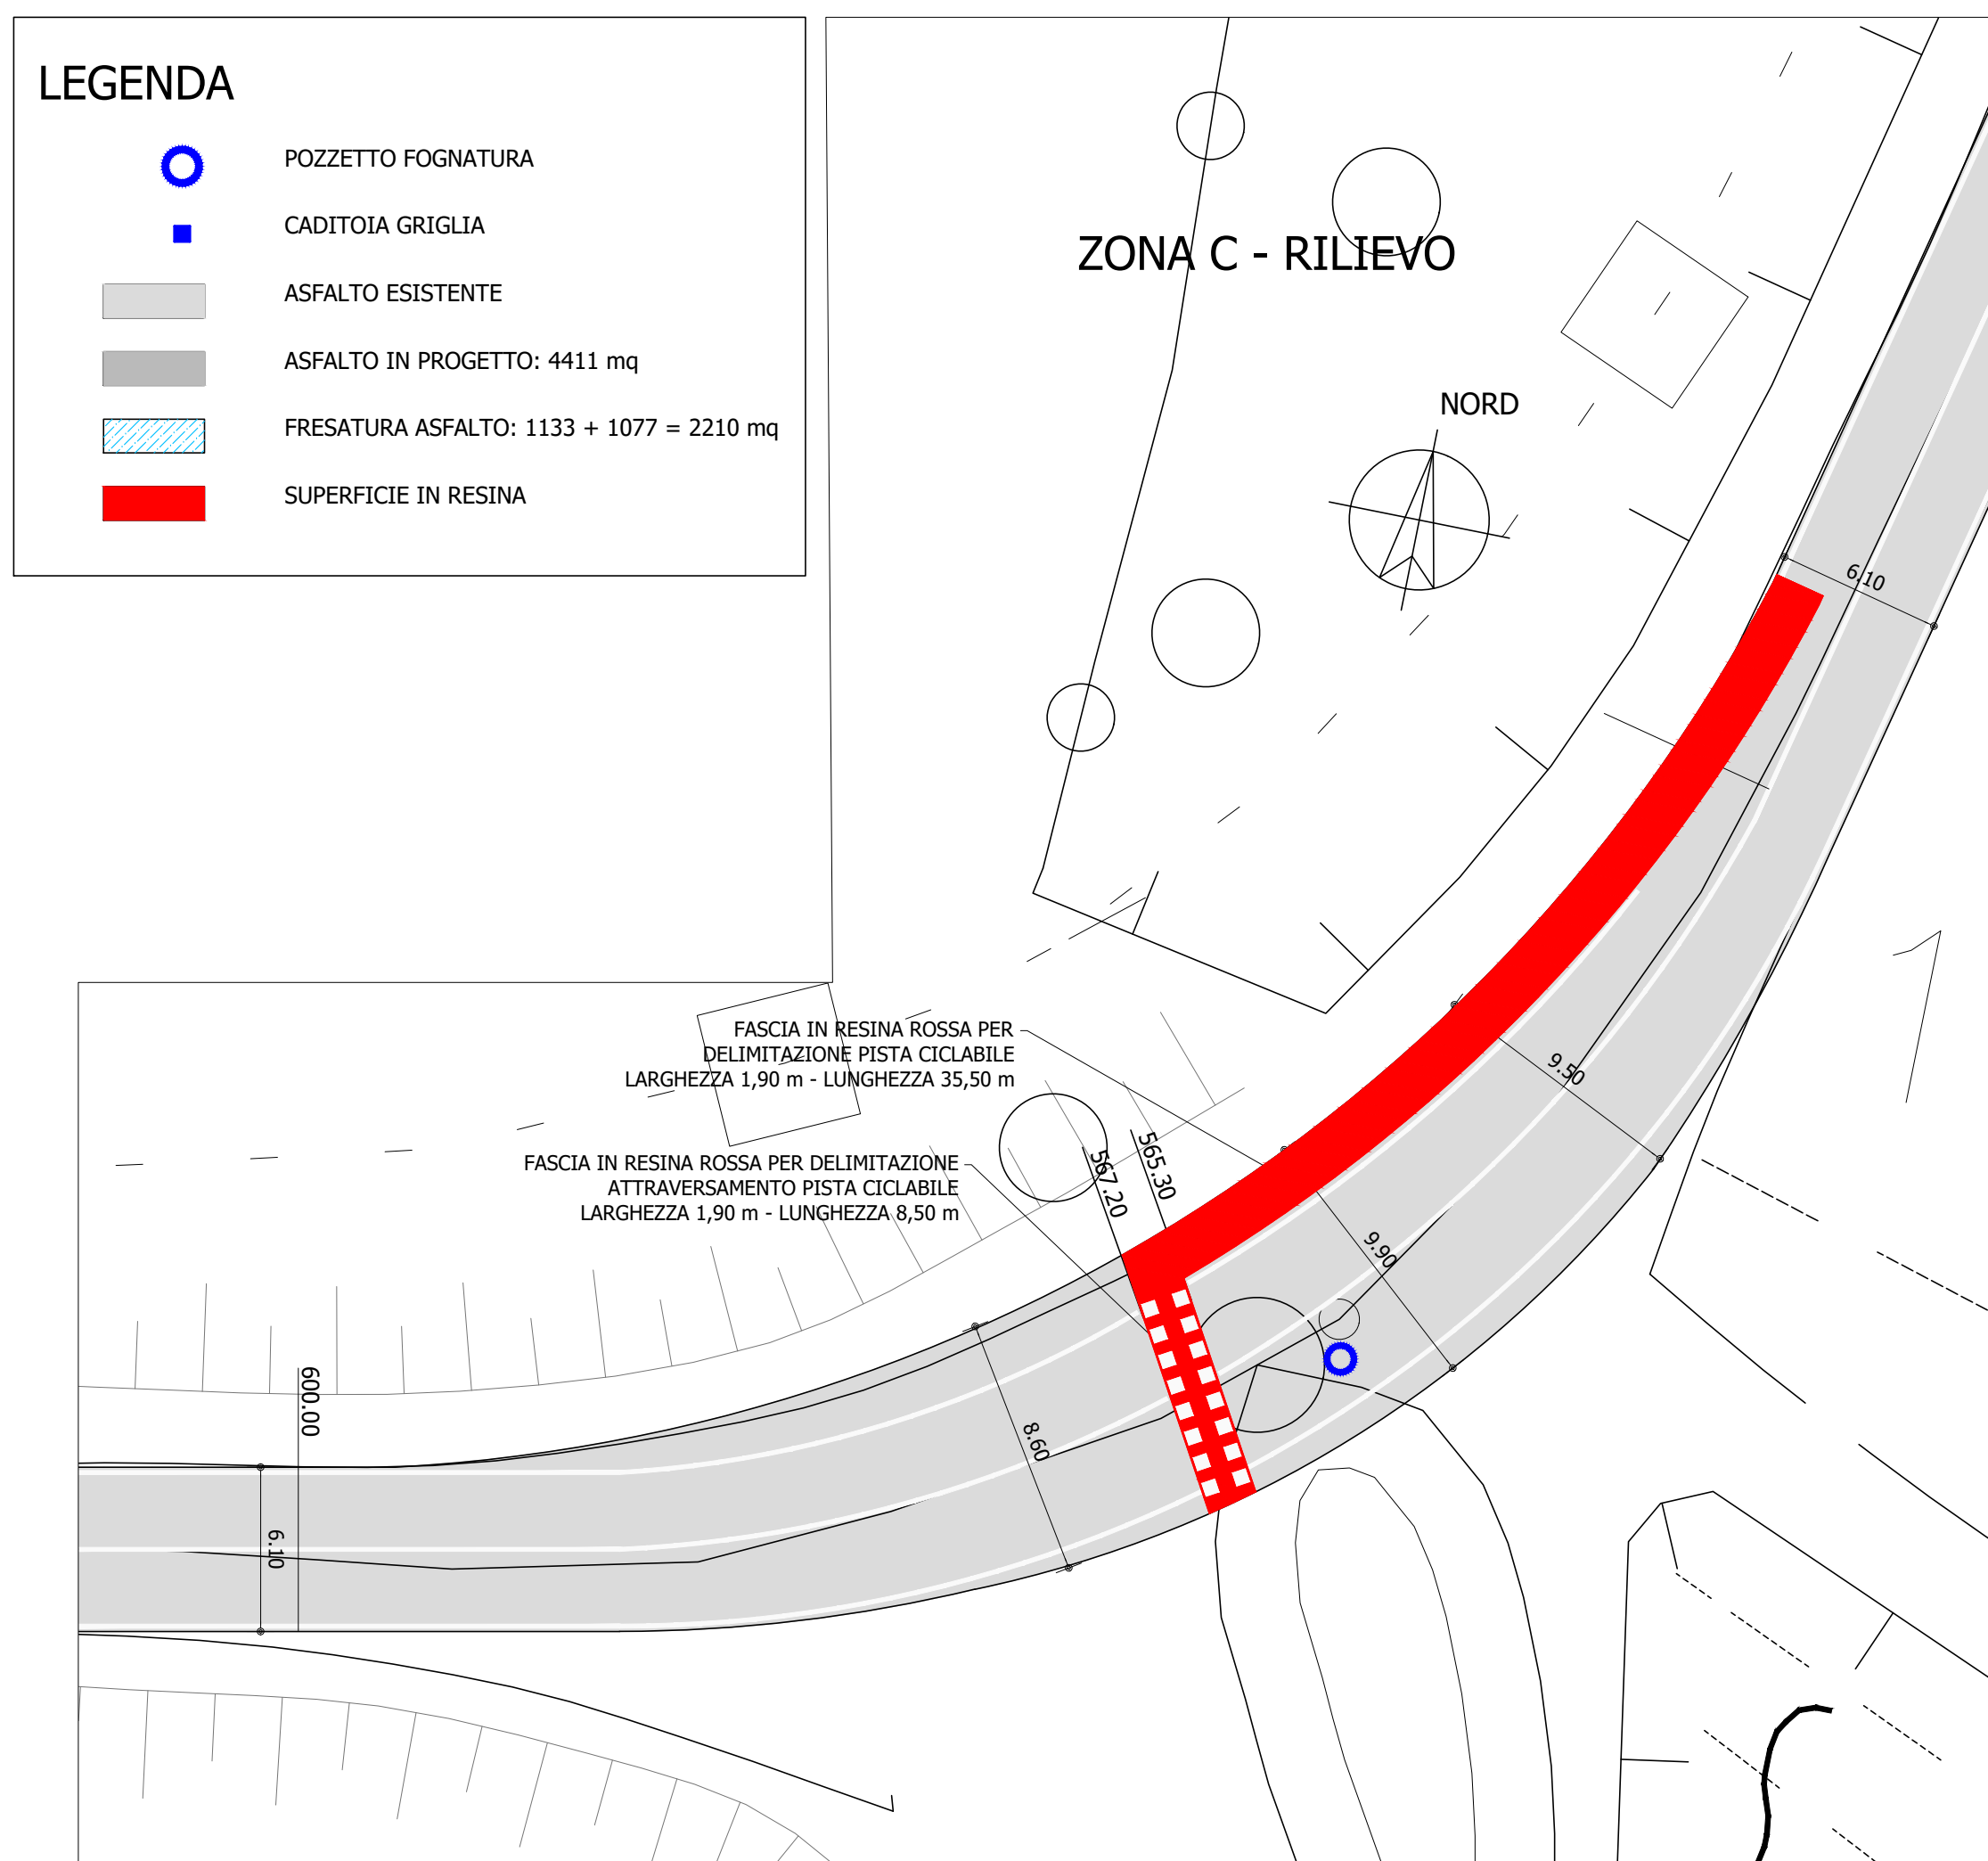 LEGENDA
POZZETTO FOGNATURA
CADITOIA GRIGLIA
ASFALTO ESISTENTE
ASFALTO IN PROGETTO: 4411 mq
FRESATURA ASFALTO: 1133 + 1077 = 2210 mq
SUPERFICIE IN RESINA
ZONA C - RILIEVO
NORD
6.10
FASCIA IN RESINA ROSSA PER
DELIMITAZIONE PISTA CICLABILE
LARGHEZZA 1,90 m - LUNGHEZZA 35,50 m
9.50
565.30
567.20
FASCIA IN RESINA ROSSA PER DELIMITAZIONE
ATTRAVERSAMENTO PISTA CICLABILE
LARGHEZZA 1,90 m - LUNGHEZZA 8,50 m
9.90
600.00
8.60
6.10